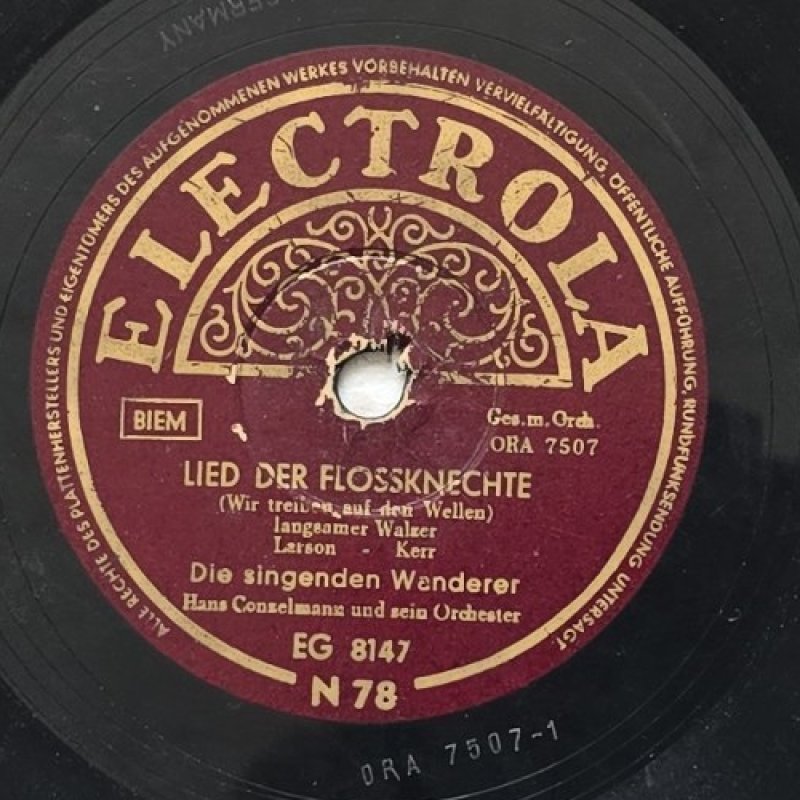 GERMANY
ALLE RECHTE DES PLATTENHERSTELLERS UND EIGENTÜMERS DES AUFGENOMMENEN WERKES VORBEHALTEN VERVIELFÄLTIGUNG, ÖFFENTLICHE AUFFÜHRUNG, RUNDFUNKSENDUNG UNTERSAGT
ELECTROLA
BIEM
Ges. m. Orch.
ORA 7507
LIED DER FLOSSKNECHTE
(Wir treiben auf den Wellen)
langsamer Walzer
Larson - Kerr
Die singenden Wanderer
Hans Conzelmann und sein Orchester
EG 8147
N 78
ORA 7507-1